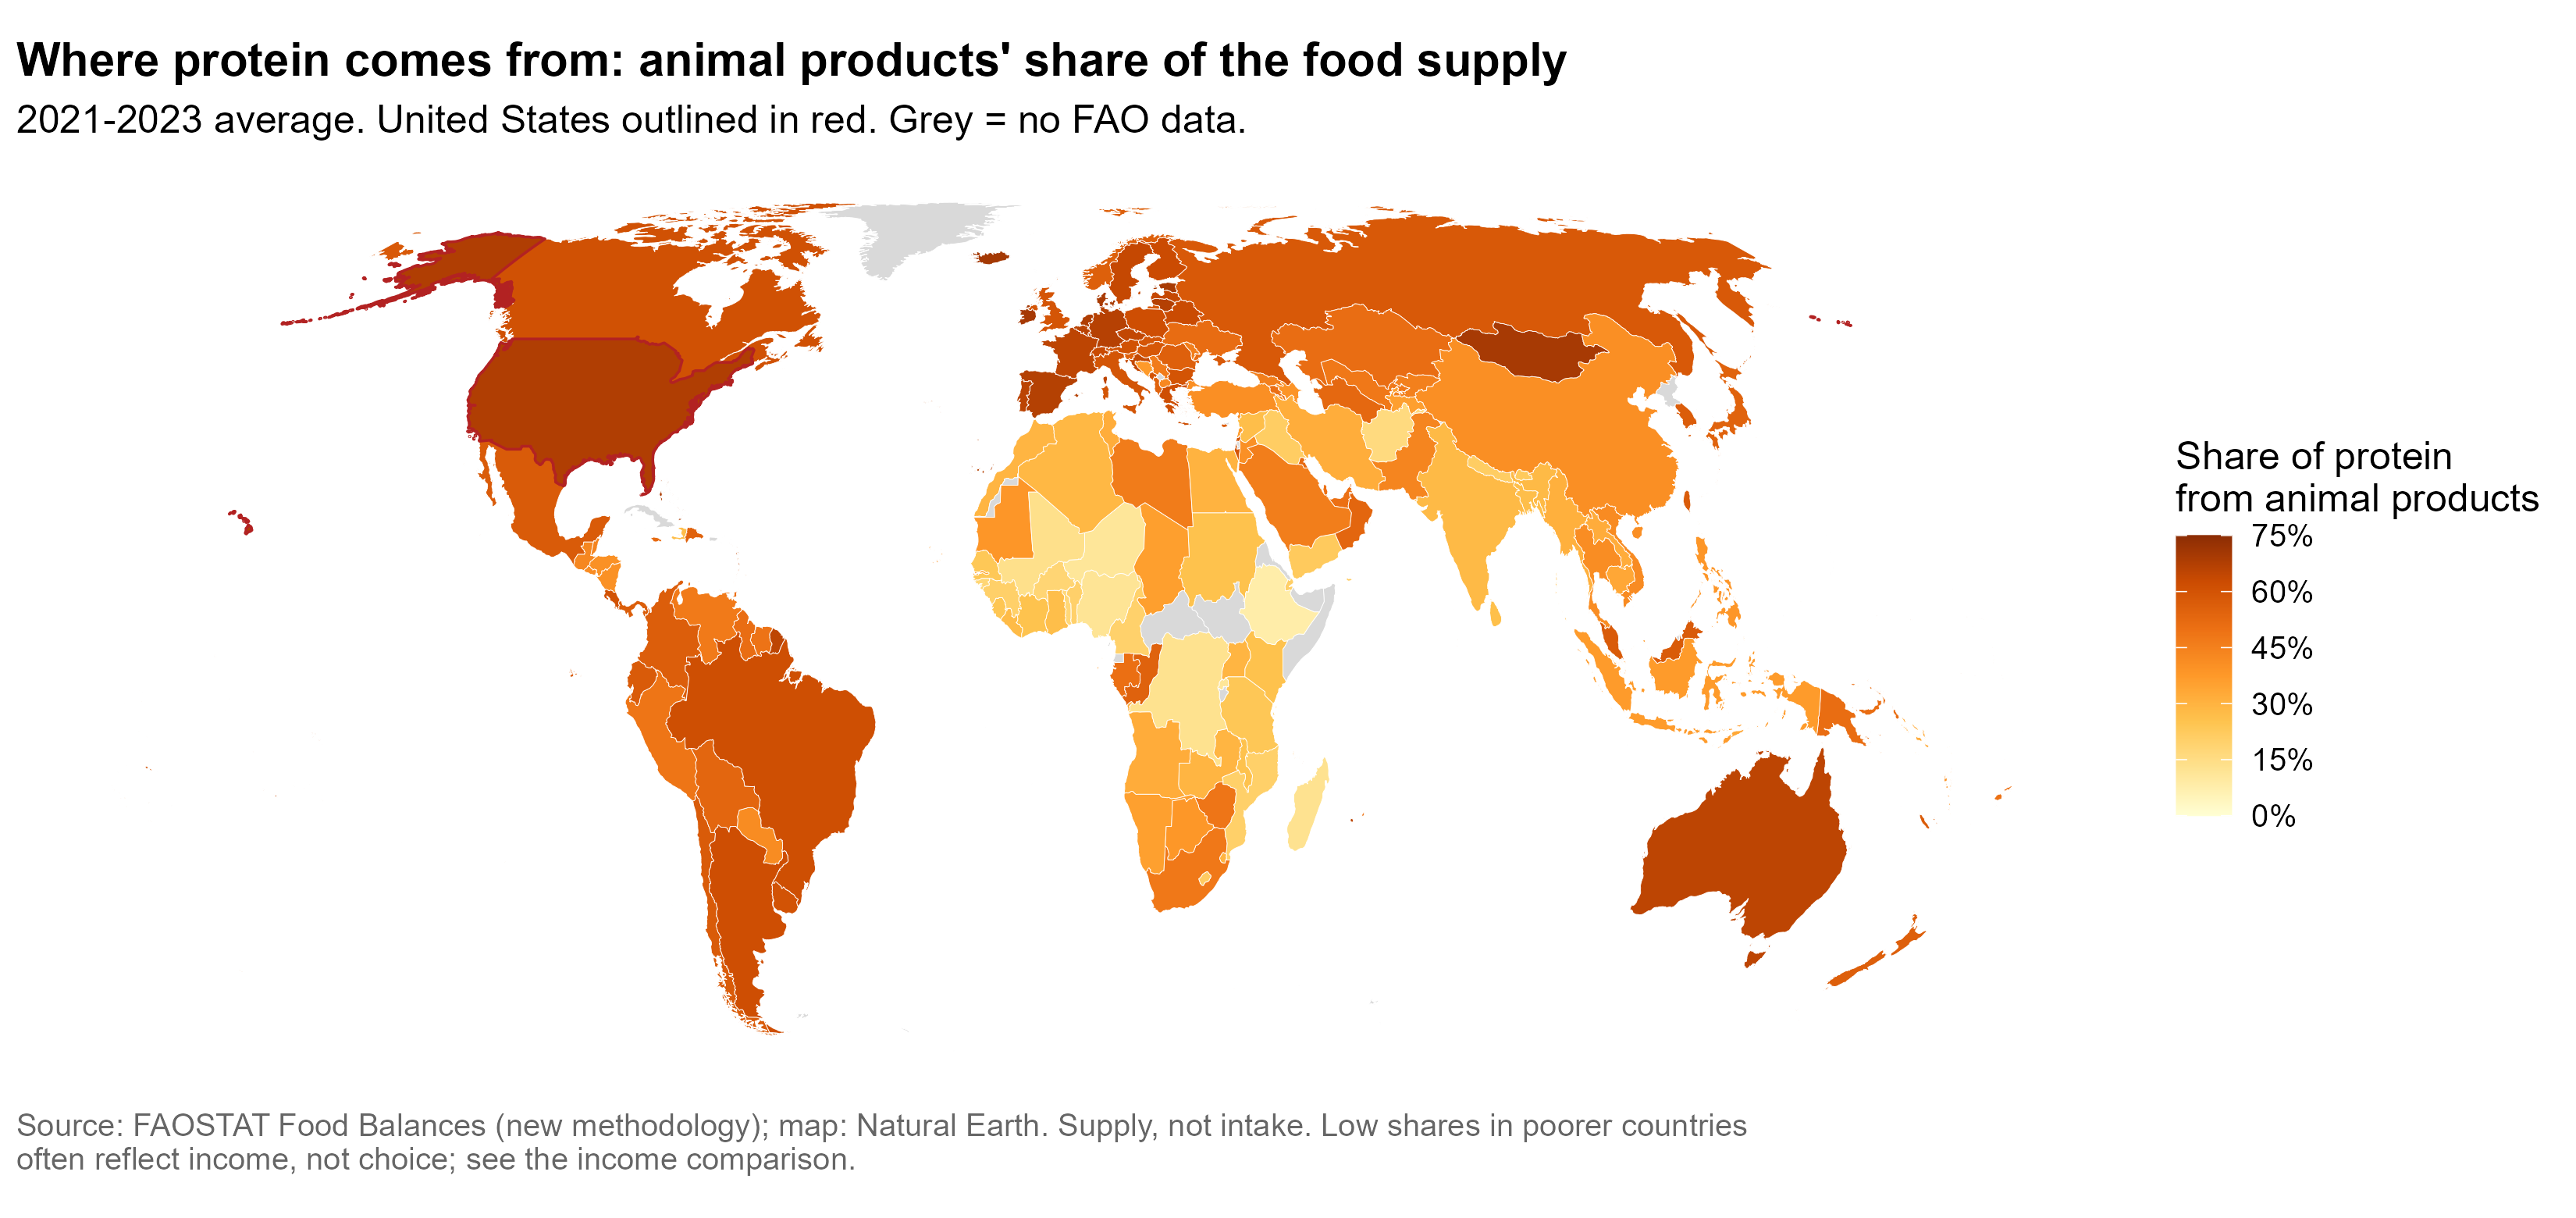 Where protein comes from: animal products' share of the food supply
2021-2023 average. United States outlined in red. Grey = no FAO data.
Share of protein
from animal products
75%
60%
45%
30%
15%
0%
Source: FAOSTAT Food Balances (new methodology); map: Natural Earth. Supply, not intake. Low shares in poorer countries
often reflect income, not choice; see the income comparison.